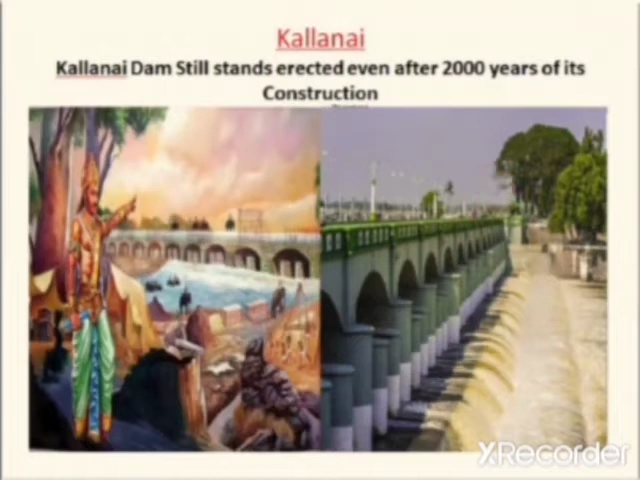 Kallanai
Kallanai Dam Still stands erected even after 2000 years of its
Construction
XRecorder